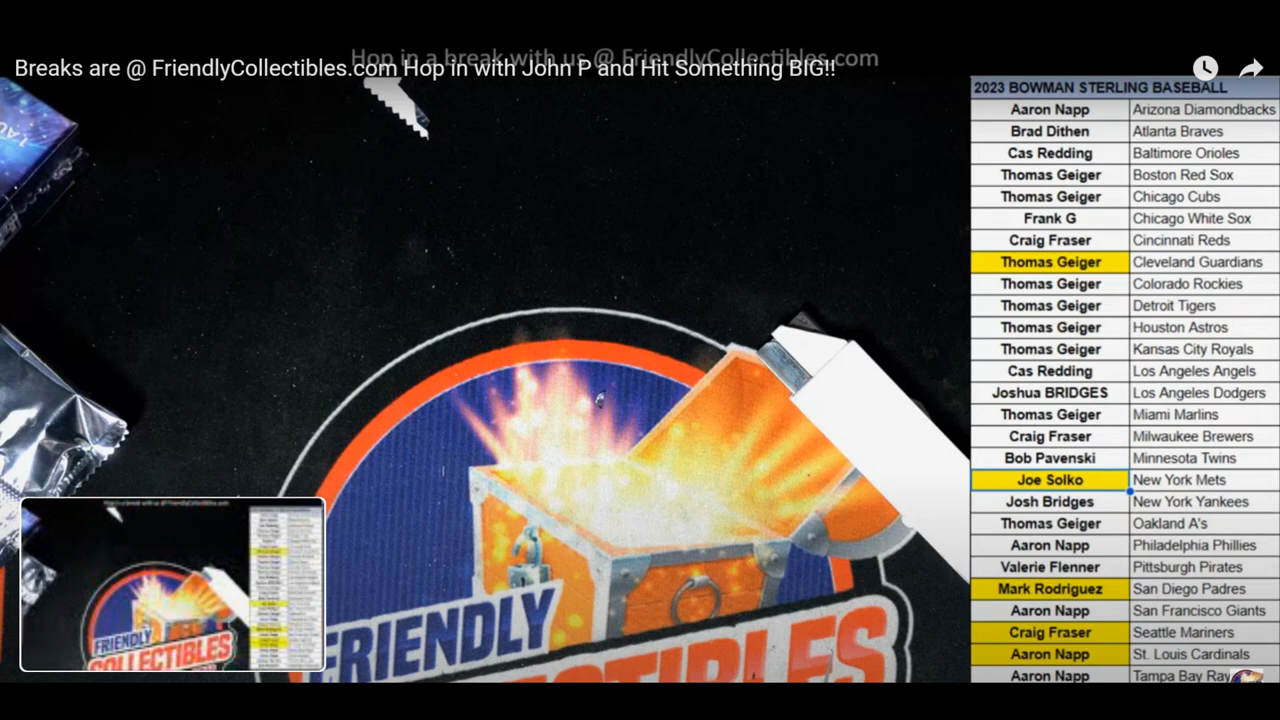 Hop in a break with us @ FriendlyCollectibles.com
Breaks are @ FriendlyCollectibles.com Hop in with John P and Hit Something BIG!!
2023 BOWMAN STERLING BASEBALL
Aaron Napp Arizona Diamondbacks
Brad Dithen Atlanta Braves
Cas Redding Baltimore Orioles
Thomas Geiger Boston Red Sox
Thomas Geiger Chicago Cubs
Frank G Chicago White Sox
Craig Fraser Cincinnati Reds
Thomas Geiger Cleveland Guardians
Thomas Geiger Colorado Rockies
Thomas Geiger Detroit Tigers
Thomas Geiger Houston Astros
Thomas Geiger Kansas City Royals
Cas Redding Los Angeles Angels
Joshua BRIDGES Los Angeles Dodgers
Thomas Geiger Miami Marlins
Craig Fraser Milwaukee Brewers
Bob Pavenski Minnesota Twins
Joe Solko New York Mets
Josh Bridges New York Yankees
Thomas Geiger Oakland A's
Aaron Napp Philadelphia Phillies
Valerie Flenner Pittsburgh Pirates
Mark Rodriguez San Diego Padres
Aaron Napp San Francisco Giants
Craig Fraser Seattle Mariners
Aaron Napp St. Louis Cardinals
Aaron Napp Tampa Bay Ray
FRIENDLY
COLLECTIBLES
FRIENDLY
COLLECTIBLES